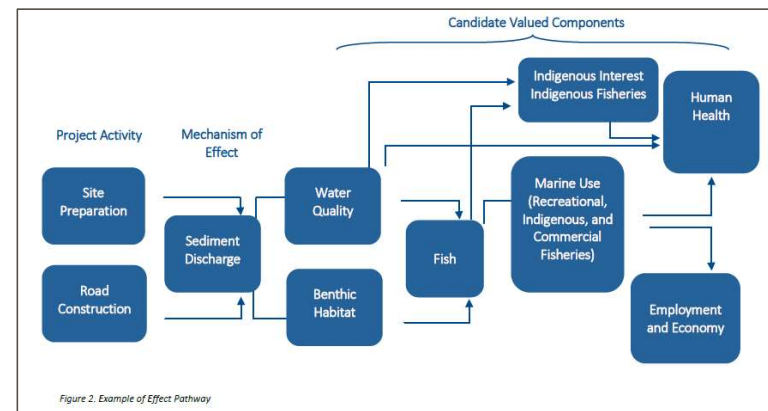 Candidate Valued Components
Project Activity
Mechanism of
Effect
Site
Preparation
Road
Construction
Sediment
Discharge
Water
Quality
Benthic
Habitat
Fish
Indigenous Interest
Indigenous Fisheries
Marine Use
(Recreational,
Indigenous, and
Commercial
Fisheries)
Human
Health
Employment
and Economy
Figure 2. Example of Effect Pathway